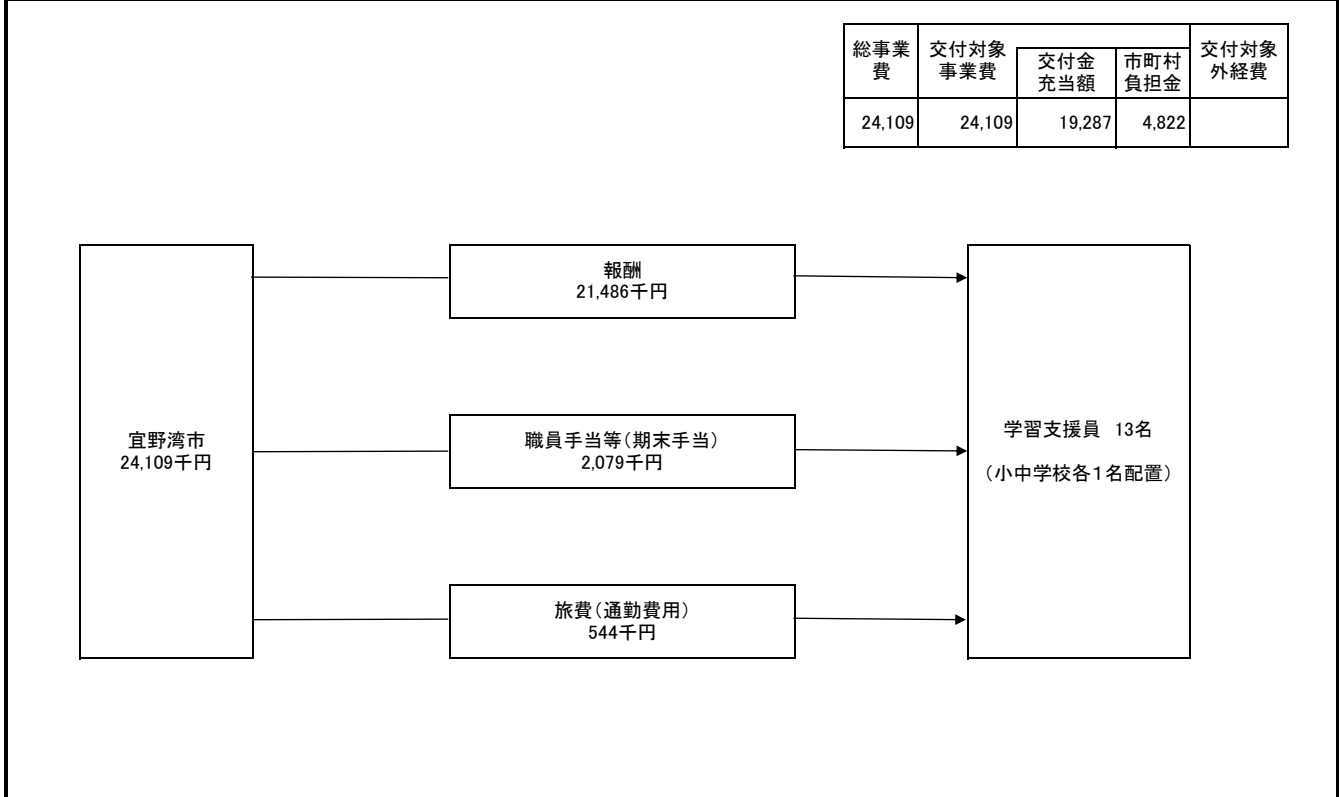 総事業
費
交付対象
事業費
交付金
充当額
市町村
負担金
交付対象
外経費
24,109
24,109
19,287
4,822
宜野湾市
24,109千円
報酬
21,486千円
職員手当等(期末手当)
2,079千円
旅費(通勤費用)
544千円
学習支援員 13名
(小中学校各1名配置)